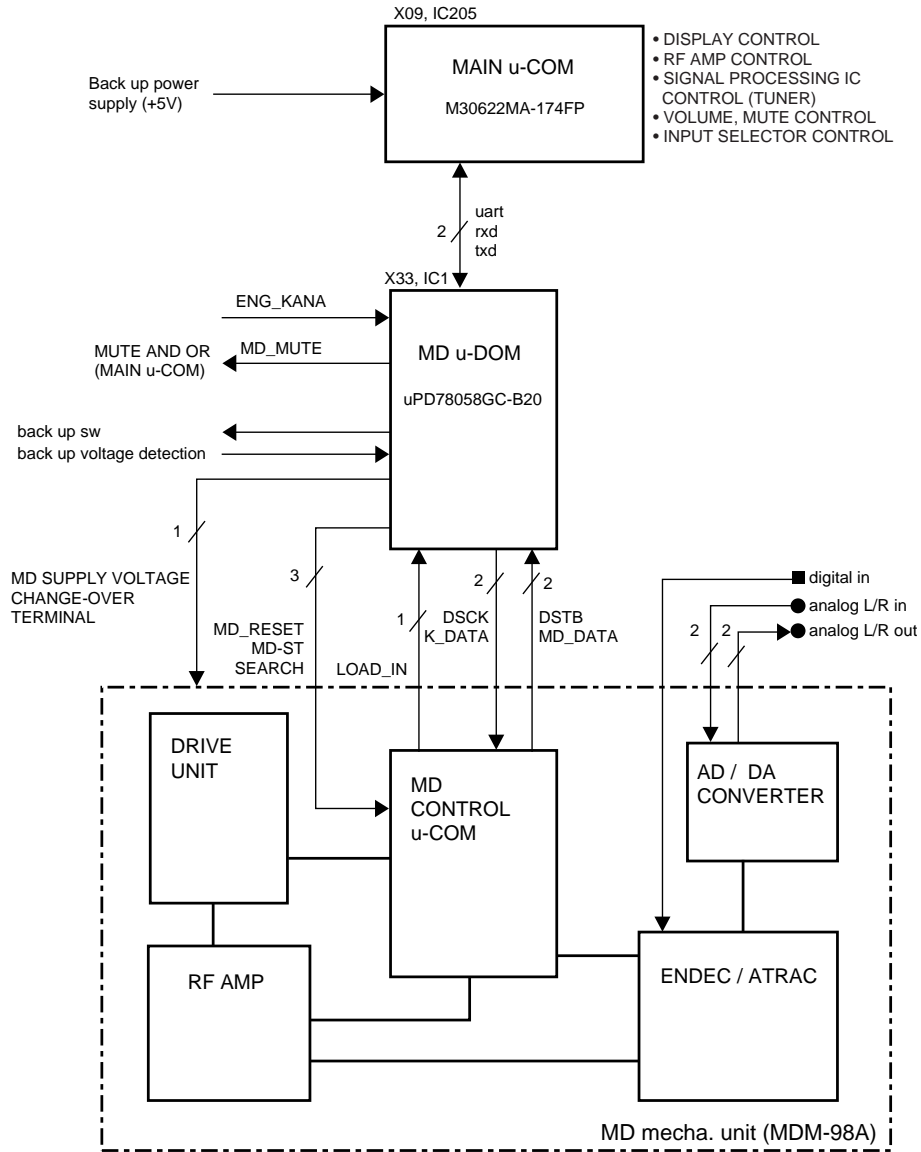 X09, IC205
MAIN u-COM
M30622MA-174FP
• DISPLAY CONTROL
• RF AMP CONTROL
• SIGNAL PROCESSING IC
CONTROL (TUNER)
• VOLUME, MUTE CONTROL
• INPUT SELECTOR CONTROL
Back up power
supply (+5V)
2
uart
rxd
txd
X33, IC1
MD u-DOM
uPD78058GC-B20
ENG_KANA
MD_MUTE
MUTE AND OR
(MAIN u-COM)
back up sw
back up voltage detection
1
MD SUPPLY VOLTAGE
CHANGE-OVER
TERMINAL
3
MD_RESET
MD-ST
SEARCH
1
LOAD_IN
2
DSCK
K_DATA
2
DSTB
MD_DATA
digital in
analog L/R in
analog L/R out
2
2
DRIVE
UNIT
MD
CONTROL
u-COM
AD / DA
CONVERTER
RF AMP
ENDEC / ATRAC
MD mecha. unit (MDM-98A)